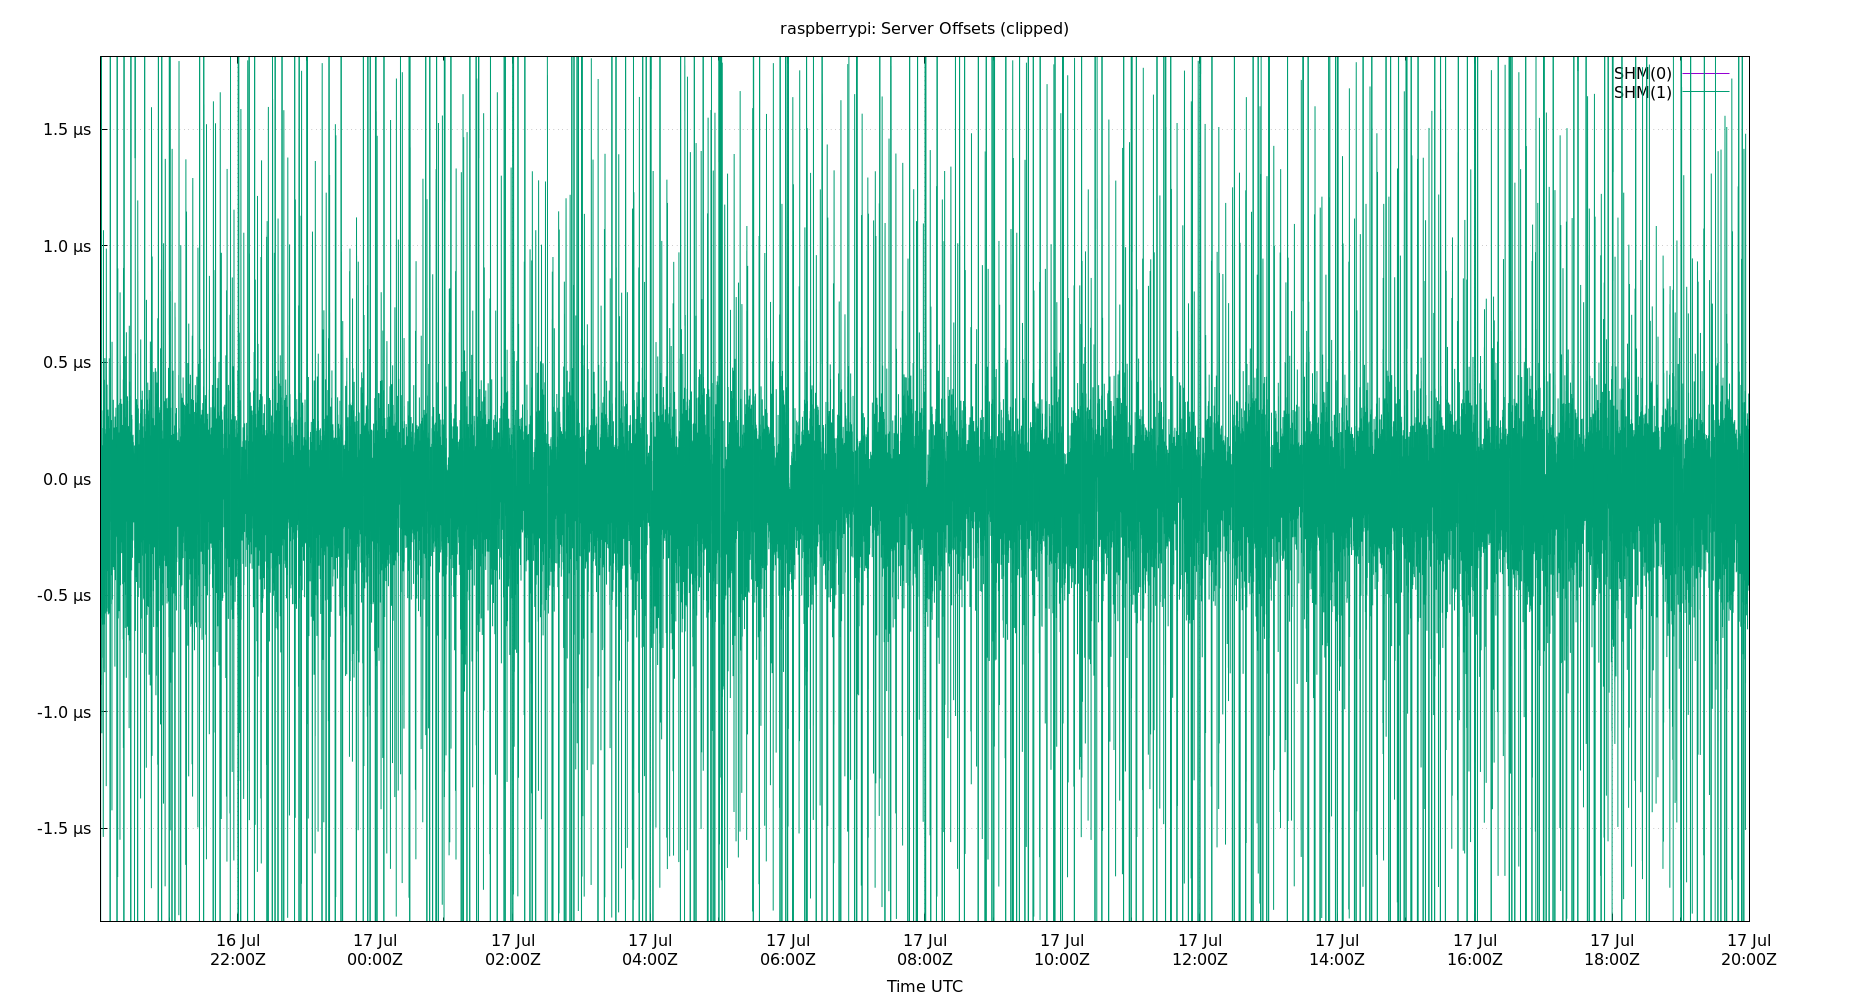 raspberrypi: Server Offsets (clipped)
SHM(0)
SHM(1)
1.5 µs
1.0 µs
0.5 µs
0.0 µs
-0.5 µs
-1.0 µs
-1.5 µs
16 Jul 17 Jul 17 Jul 17 Jul 17 Jul 17 Jul 17 Jul 17 Jul 17 Jul 17 Jul 17 Jul 17 Jul
22:00Z 00:00Z 02:00Z 04:00Z 06:00Z 08:00Z 10:00Z 12:00Z 14:00Z 16:00Z 18:00Z 20:00Z
Time UTC